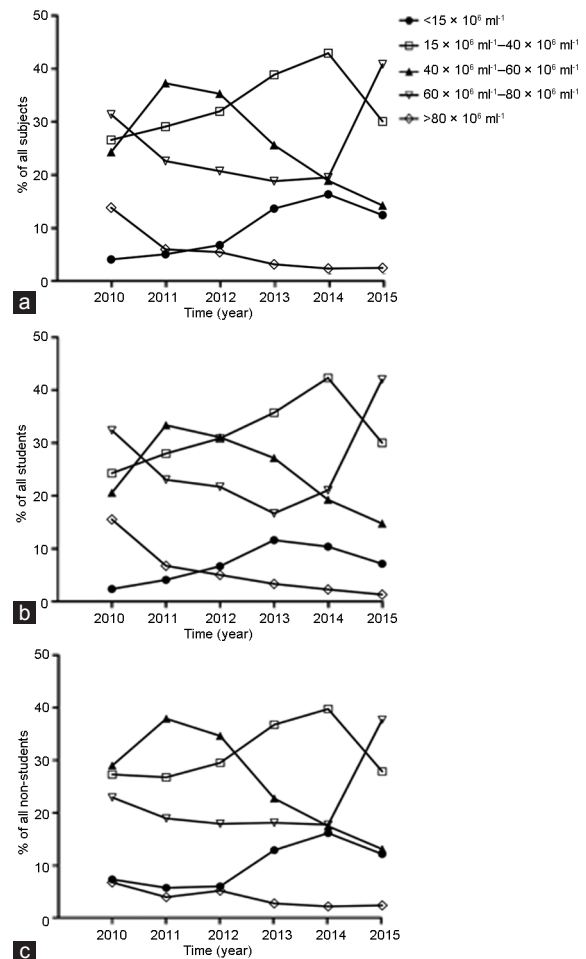 50
40
30
20
10
0
% of all subjects
2010 2011 2012 2013 2014 2015
Time (year)
a
<15 × 10⁶ ml⁻¹
15 × 10⁶ ml⁻¹–40 × 10⁶ ml⁻¹
40 × 10⁶ ml⁻¹–60 × 10⁶ ml⁻¹
60 × 10⁶ ml⁻¹–80 × 10⁶ ml⁻¹
>80 × 10⁶ ml⁻¹
50
40
30
20
10
0
% of all students
2010 2011 2012 2013 2014 2015
Time (year)
b
50
40
30
20
10
0
% of all non-students
2010 2011 2012 2013 2014 2015
Time (year)
c